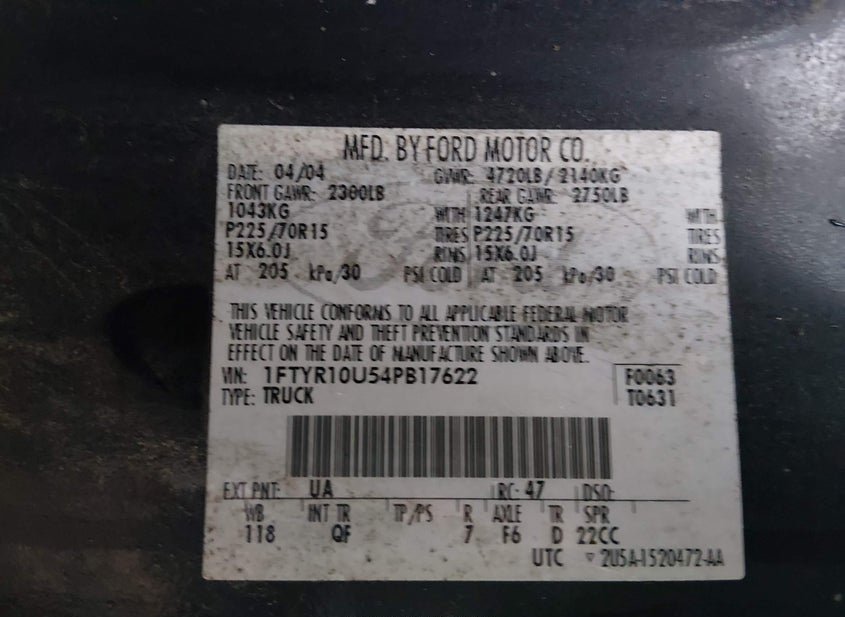 MFD. BY FORD MOTOR CO.
DATE: 04/04 GVWR: 4720LB/ 2140KG
FRONT GAWR: 2300LB REAR GAWR: 2750LB
1043KG WITH 1247KG WITH
P225/70R15 TIRES P225/70R15 TIRES
15X6.0J RIMS 15X6.0J RIMS
AT 205 kPa/30 PSI COLD AT 205 kPa/30 PSI COLD
THIS VEHICLE CONFORMS TO ALL APPLICABLE FEDERAL MOTOR
VEHICLE SAFETY AND THEFT PREVENTION STANDARDS IN
EFFECT ON THE DATE OF MANUFACTURE SHOWN ABOVE.
VIN: 1FTYR10U54PB17622 F0063
TYPE: TRUCK T0631
EXT PNT: UA RC: 47 DSO:
WB INT TR TP/PS R AXLE TR SPR
118 QF 7 F6 D 22CC
UTC ▽ 2U5A-1520472-AA